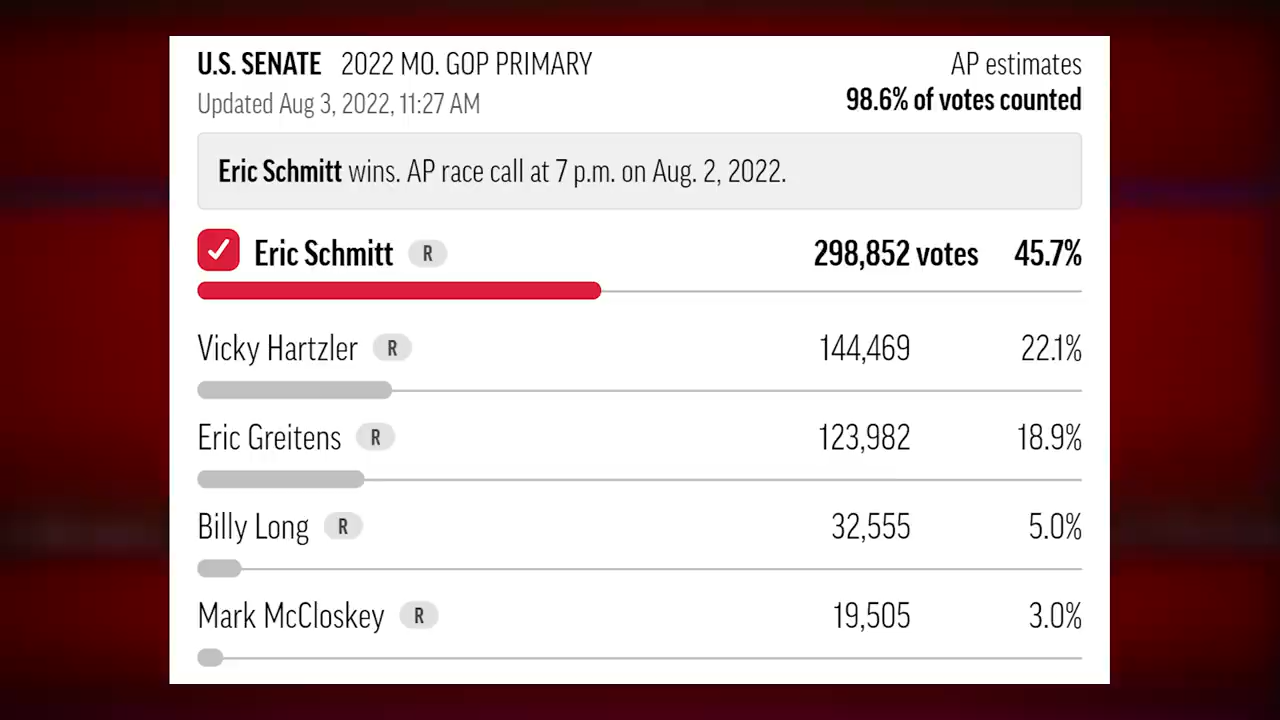 U.S. SENATE 2022 MO. GOP PRIMARY
AP estimates
Updated Aug 3, 2022, 11:27 AM
98.6% of votes counted
Eric Schmitt wins. AP race call at 7 p.m. on Aug. 2, 2022.
Eric Schmitt R 298,852 votes 45.7%
Vicky Hartzler R 144,469 22.1%
Eric Greitens R 123,982 18.9%
Billy Long R 32,555 5.0%
Mark McCloskey R 19,505 3.0%